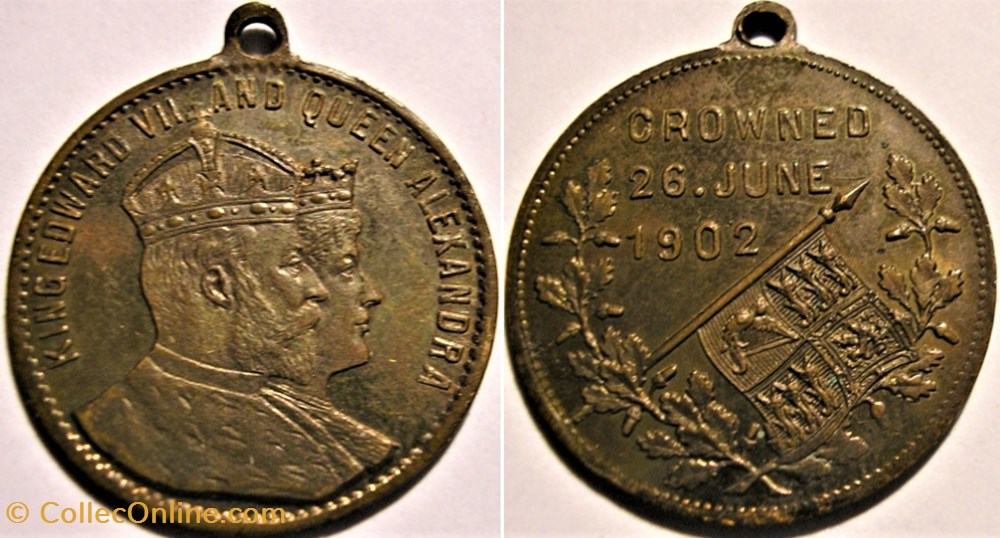 KING EDWARD VII. AND QUEEN ALEXANDRA
CROWNED
26. JUNE
1902
© CollecOnline.com